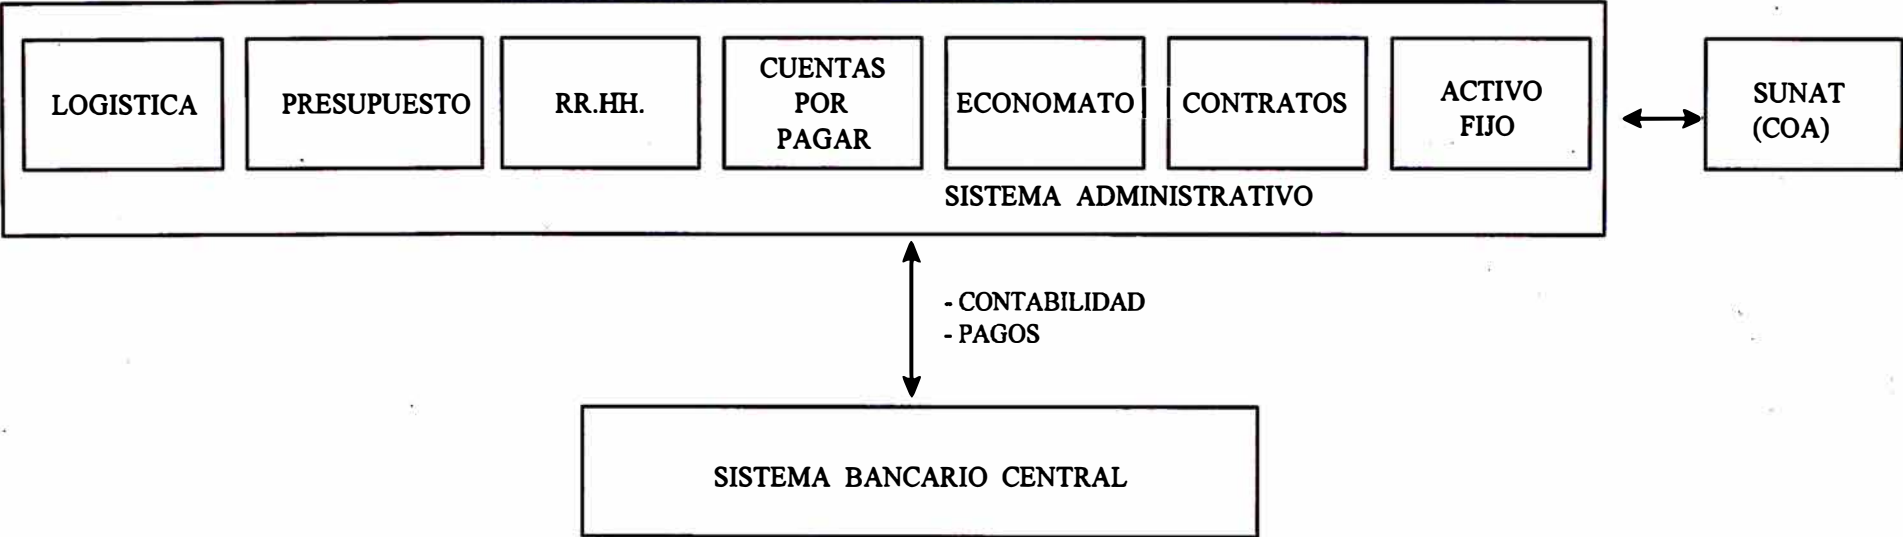 LOGISTICA
PRESUPUESTO
RR.HH.
CUENTAS
POR
PAGAR
ECONOMATO
CONTRATOS
ACTIVO
FIJO
SUNAT
(COA)
SISTEMA ADMINISTRATIVO
- CONTABILIDAD
- PAGOS
SISTEMA BANCARIO CENTRAL